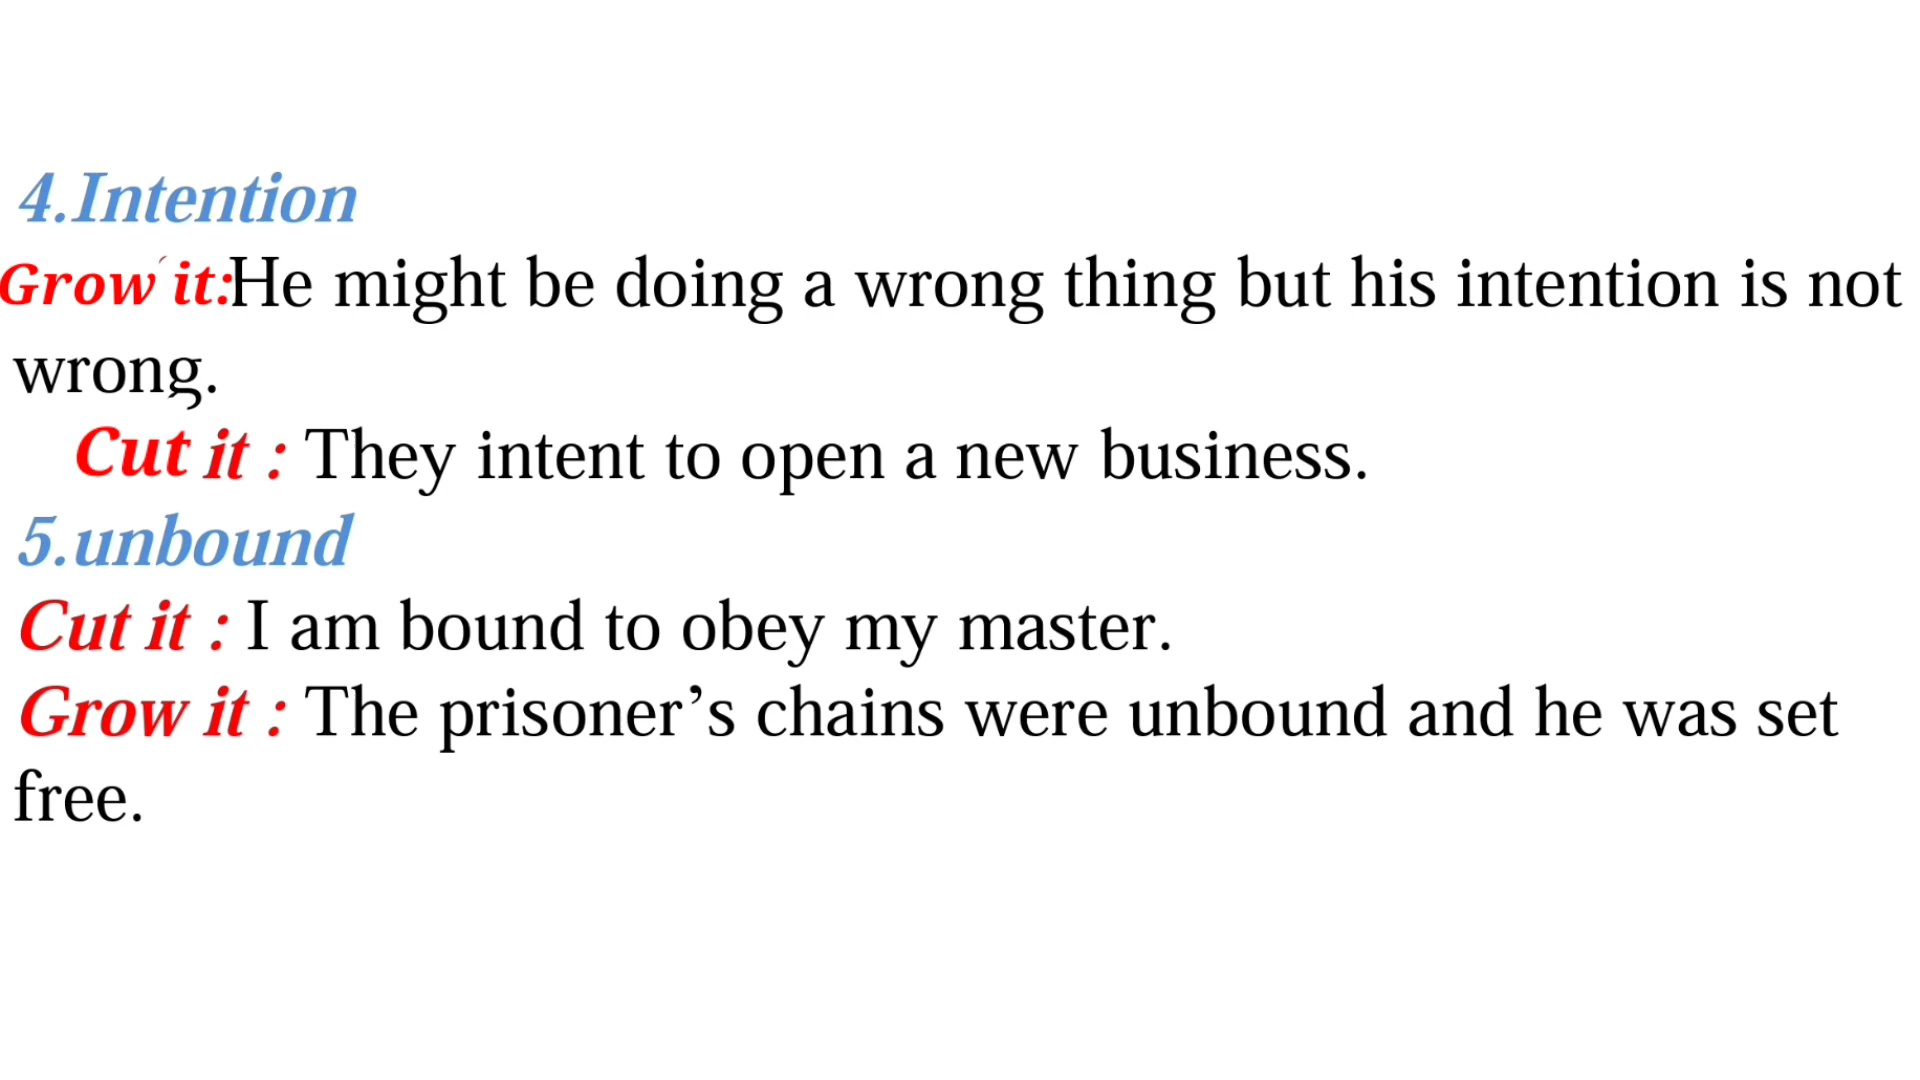 4.Intention
Grow it:He might be doing a wrong thing but his intention is not
wrong.
Cut it : They intent to open a new business.
5.unbound
Cut it : I am bound to obey my master.
Grow it : The prisoner’s chains were unbound and he was set
free.